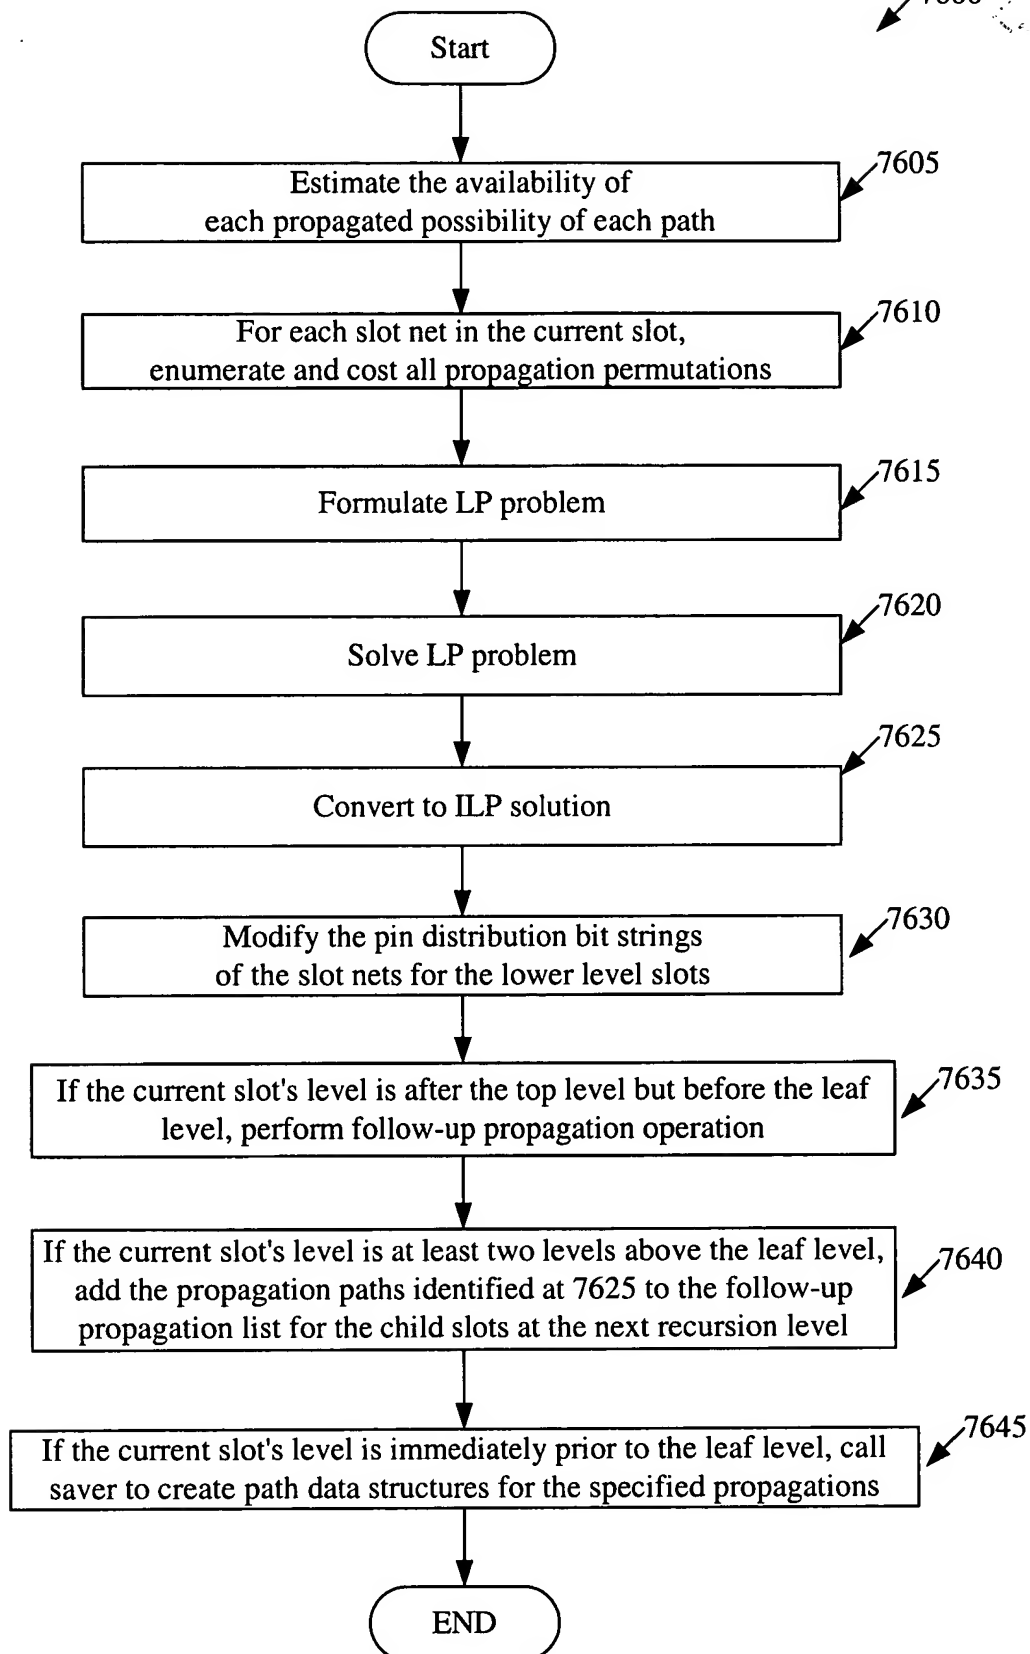 Start
7605
Estimate the availability of
each propagated possibility of each path
7610
For each slot net in the current slot,
enumerate and cost all propagation permutations
7615
Formulate LP problem
7620
Solve LP problem
7625
Convert to ILP solution
7630
Modify the pin distribution bit strings
of the slot nets for the lower level slots
7635
If the current slot's level is after the top level but before the leaf
level, perform follow-up propagation operation
7640
If the current slot's level is at least two levels above the leaf level,
add the propagation paths identified at 7625 to the follow-up
propagation list for the child slots at the next recursion level
7645
If the current slot's level is immediately prior to the leaf level, call
saver to create path data structures for the specified propagations
END